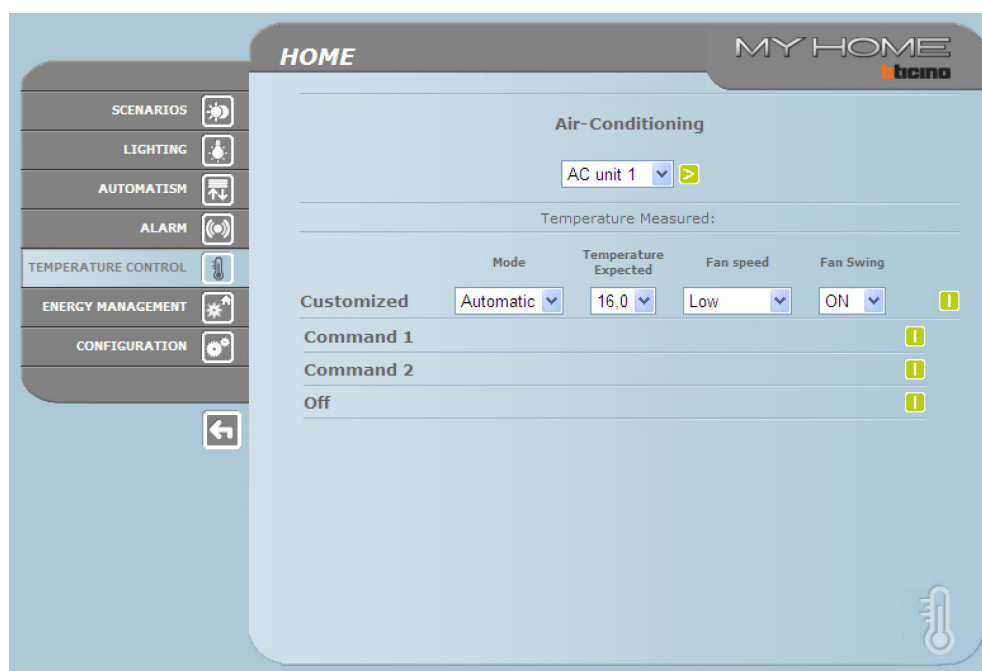 HOME
MY HOME
bticino
SCENARIOS
LIGHTING
AUTOMATISM
ALARM
TEMPERATURE CONTROL
ENERGY MANAGEMENT
CONFIGURATION
Air-Conditioning
AC unit 1
Temperature Measured:
Mode
Temperature
Expected
Fan speed
Fan Swing
Customized Automatic 16,0 Low ON
Command 1
Command 2
Off